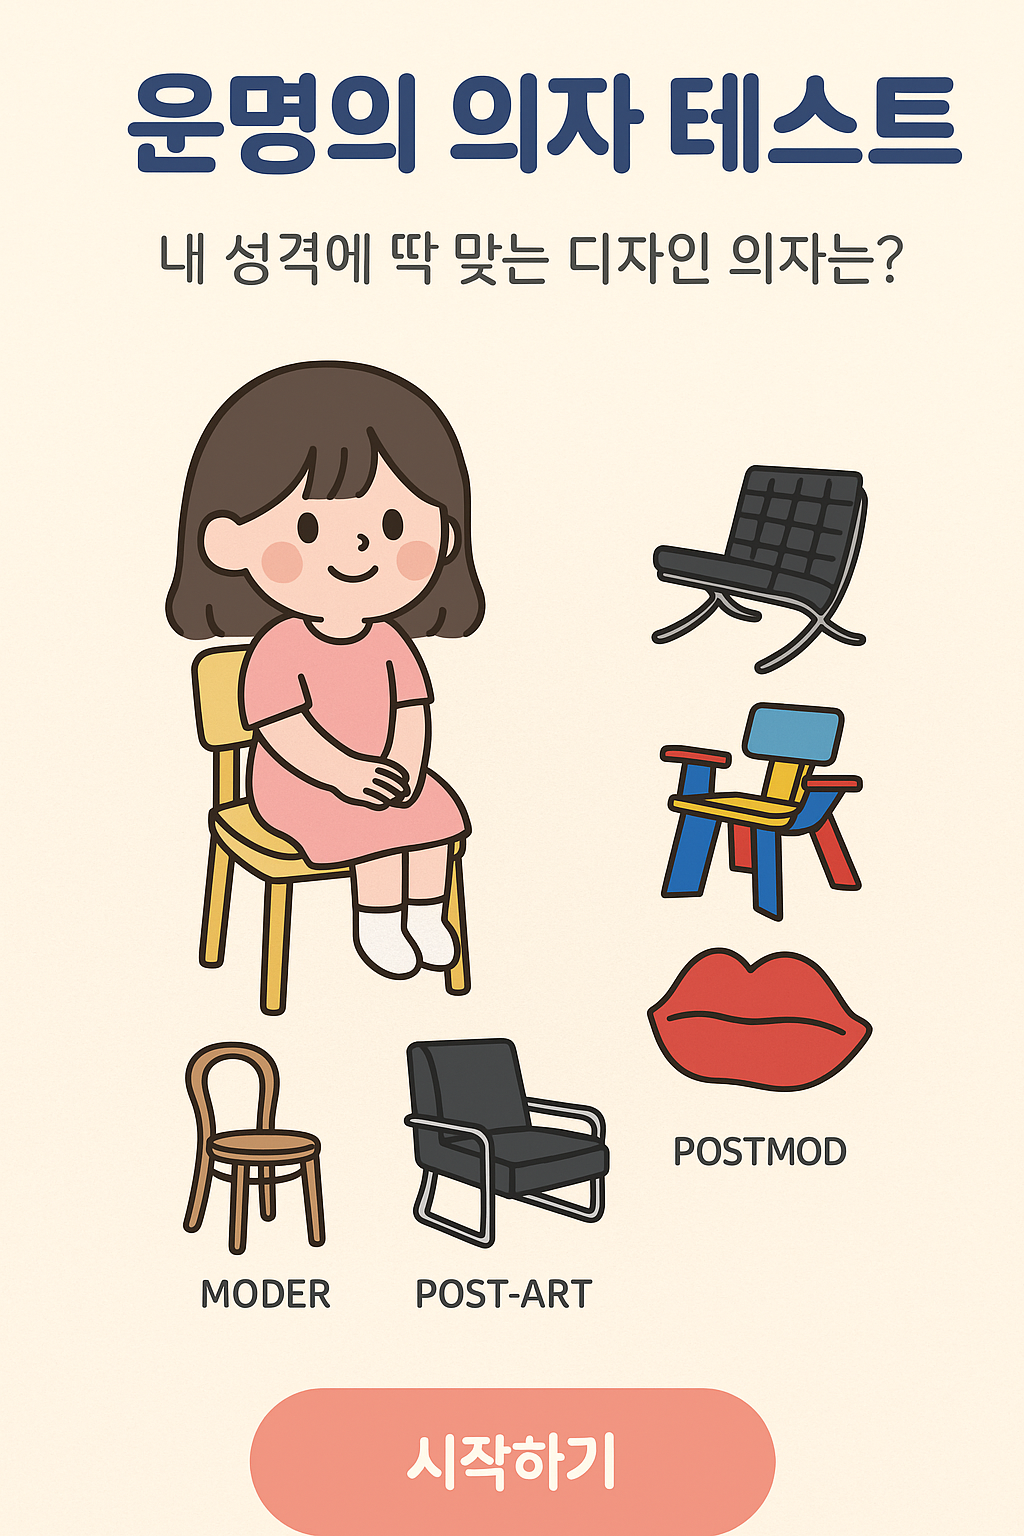 운명의 의자 테스트
내 성격에 딱 맞는 디자인 의자는?
POSTMOD
MODER
POST-ART
시작하기